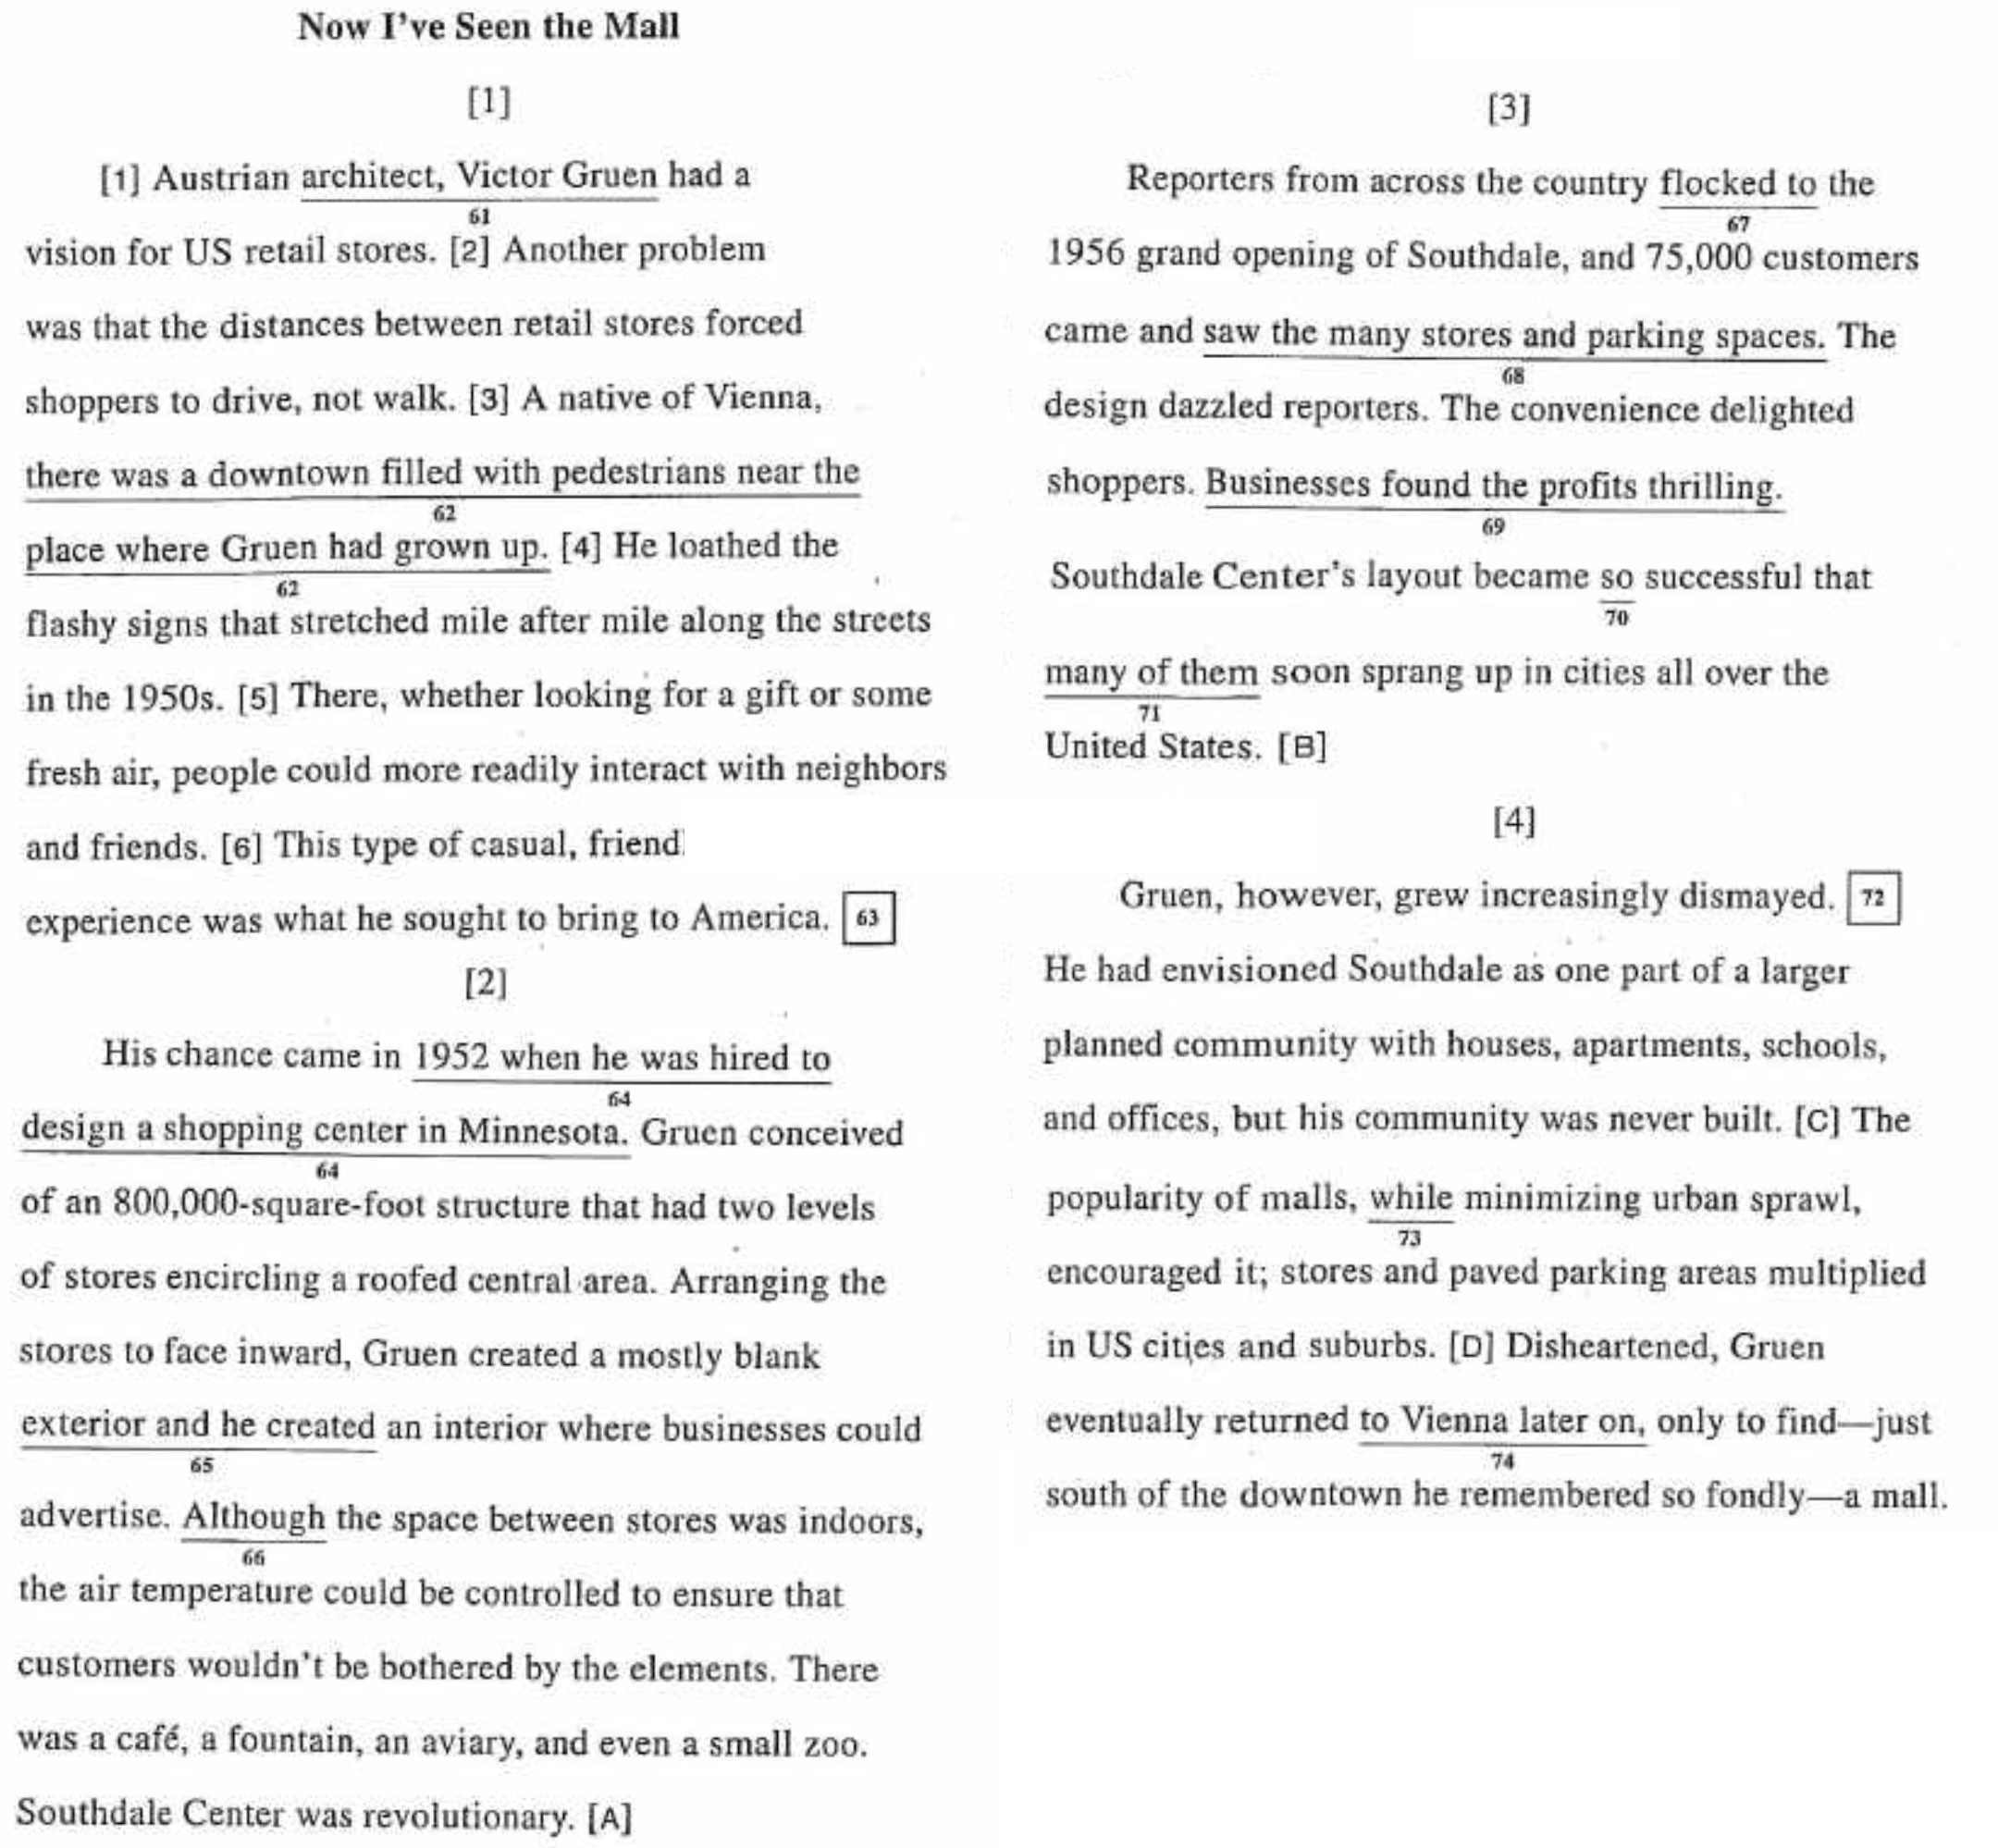 Now I've Seen the Mall
[1]
[1] Austrian architect, Victor Gruen had a
61
vision for US retail stores. [2] Another problem
was that the distances between retail stores forced
shoppers to drive, not walk. [3] A native of Vienna,
there was a downtown filled with pedestrians near the
62
place where Gruen had grown up. [4] He loathed the
62
flashy signs that stretched mile after mile along the streets
in the 1950s. [5] There, whether looking for a gift or some
fresh air, people could more readily interact with neighbors
and friends. [6] This type of casual, friend
experience was what he sought to bring to America. 63
[2]
His chance came in 1952 when he was hired to
64
design a shopping center in Minnesota. Gruen conceived
64
of an 800,000-square-foot structure that had two levels
of stores encircling a roofed central area. Arranging the
stores to face inward, Gruen created a mostly blank
exterior and he created an interior where businesses could
65
advertise. Although the space between stores was indoors,
66
the air temperature could be controlled to ensure that
customers wouldn't be bothered by the elements. There
was a café, a fountain, an aviary, and even a small zoo.
Southdale Center was revolutionary. [A]
[3]
Reporters from across the country flocked to the
67
1956 grand opening of Southdale, and 75,000 customers
came and saw the many stores and parking spaces. The
68
design dazzled reporters. The convenience delighted
shoppers. Businesses found the profits thrilling.
69
Southdale Center's layout became so successful that
70
many of them soon sprang up in cities all over the
71
United States. [B]
[4]
Gruen, however, grew increasingly dismayed. 72
He had envisioned Southdale as one part of a larger
planned community with houses, apartments, schools,
and offices, but his community was never built. [C] The
popularity of malls, while minimizing urban sprawl,
73
encouraged it; stores and paved parking areas multiplied
in US cities and suburbs. [D] Disheartened, Gruen
eventually returned to Vienna later on, only to find—just
74
south of the downtown he remembered so fondly—a mall.